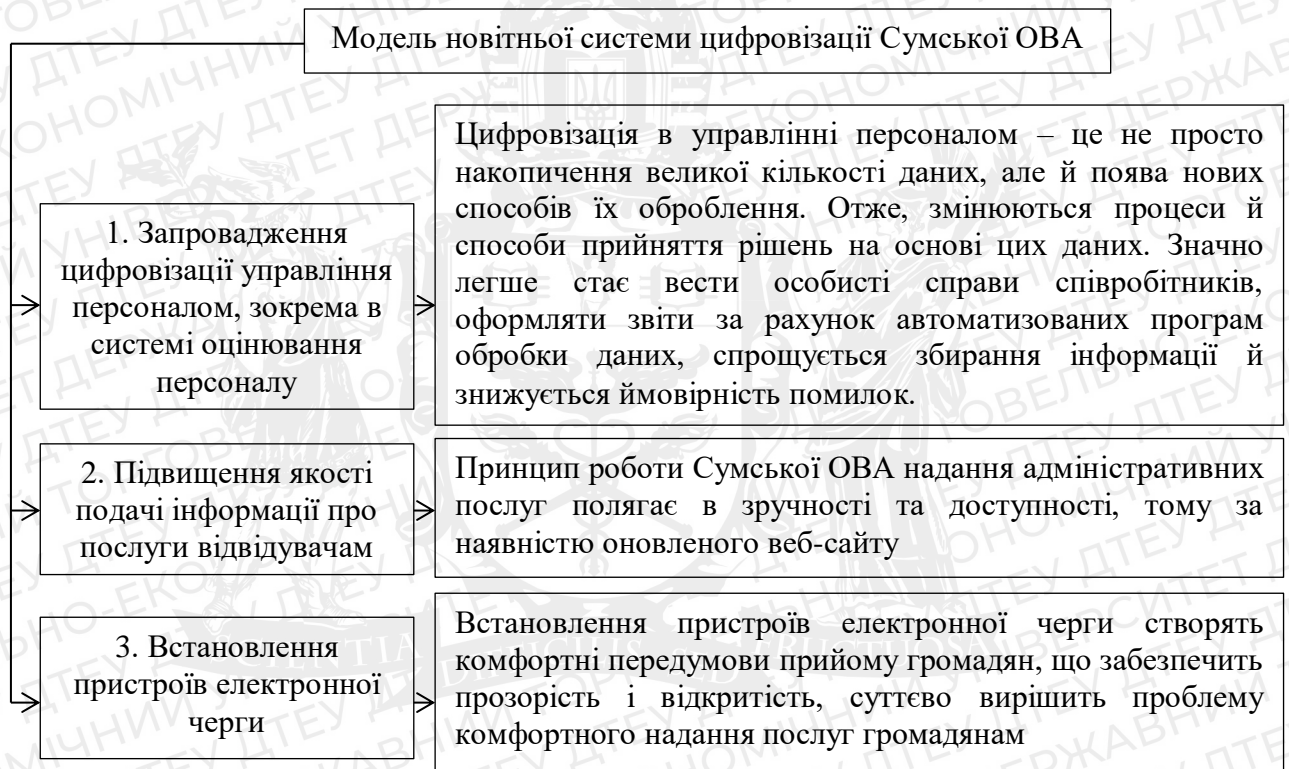 Модель новітньої системи цифровізації Сумської ОВА
1. Запровадження
цифровізації управління
персоналом, зокрема в
системі оцінювання
персоналу
Цифровізація в управлінні персоналом – це не просто
накопичення великої кількості даних, але й поява нових
способів їх оброблення. Отже, змінюються процеси й
способи прийняття рішень на основі цих даних. Значно
легше стає вести особисті справи співробітників,
оформляти звіти за рахунок автоматизованих програм
обробки даних, спрощується збирання інформації й
знижується ймовірність помилок.
2. Підвищення якості
подачі інформації про
послуги відвідувачам
Принцип роботи Сумської ОВА надання адміністративних
послуг полягає в зручності та доступності, тому за
наявністю оновленого веб-сайту
3. Встановлення
пристроїв електронної
черги
Встановлення пристроїв електронної черги створять
комфортні передумови прийому громадян, що забезпечить
прозорість і відкритість, суттєво вирішить проблему
комфортного надання послуг громадянам